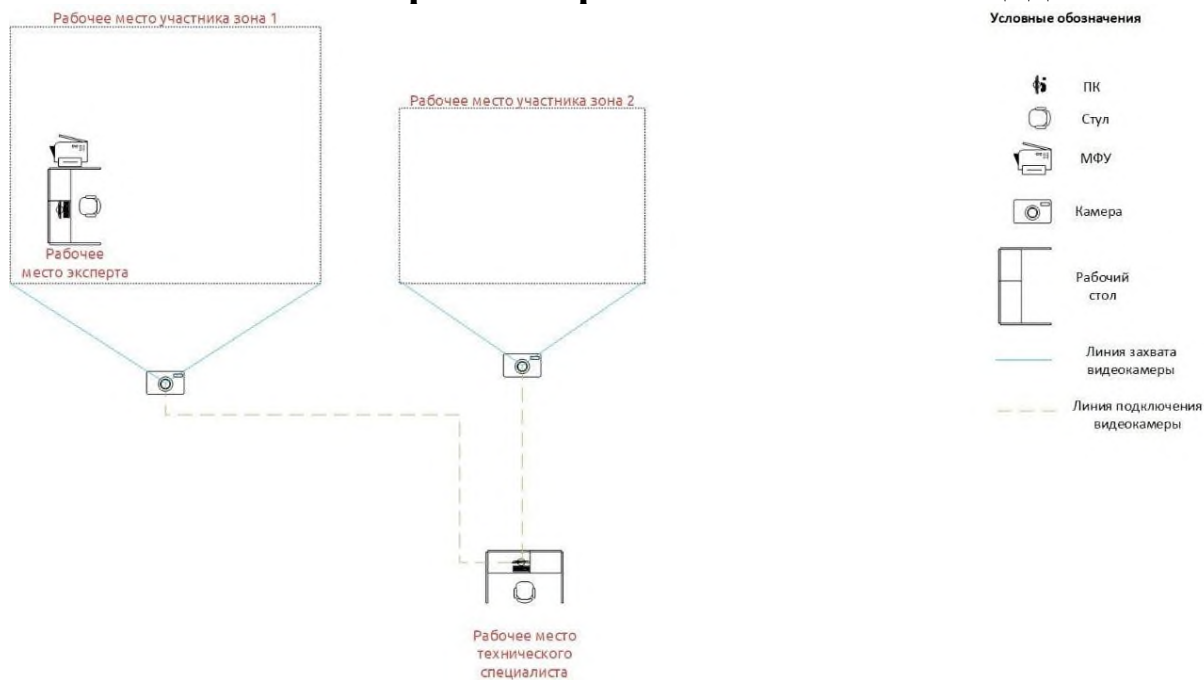 Рабочее место участника зона 1
Рабочее место участника зона 2
Рабочее
место эксперта
Рабочее место
технического
специалиста
Условные обозначения
ПК
Стул
МФУ
Камера
Рабочий
стол
Линия захвата
видеокамеры
Линия подключения
видеокамеры